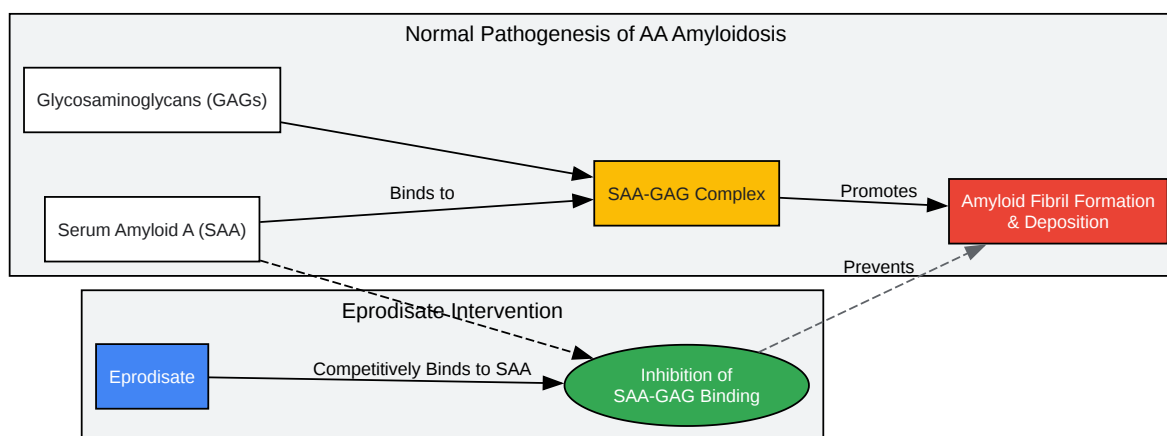 Normal Pathogenesis of AA Amyloidosis
Glycosaminoglycans (GAGs)
Serum Amyloid A (SAA)
Binds to
SAA-GAG Complex
Promotes
Amyloid Fibril Formation
& Deposition
Prevents
Eprodisate Intervention
Eprodisate
Competitively Binds to SAA
Inhibition of
SAA-GAG Binding